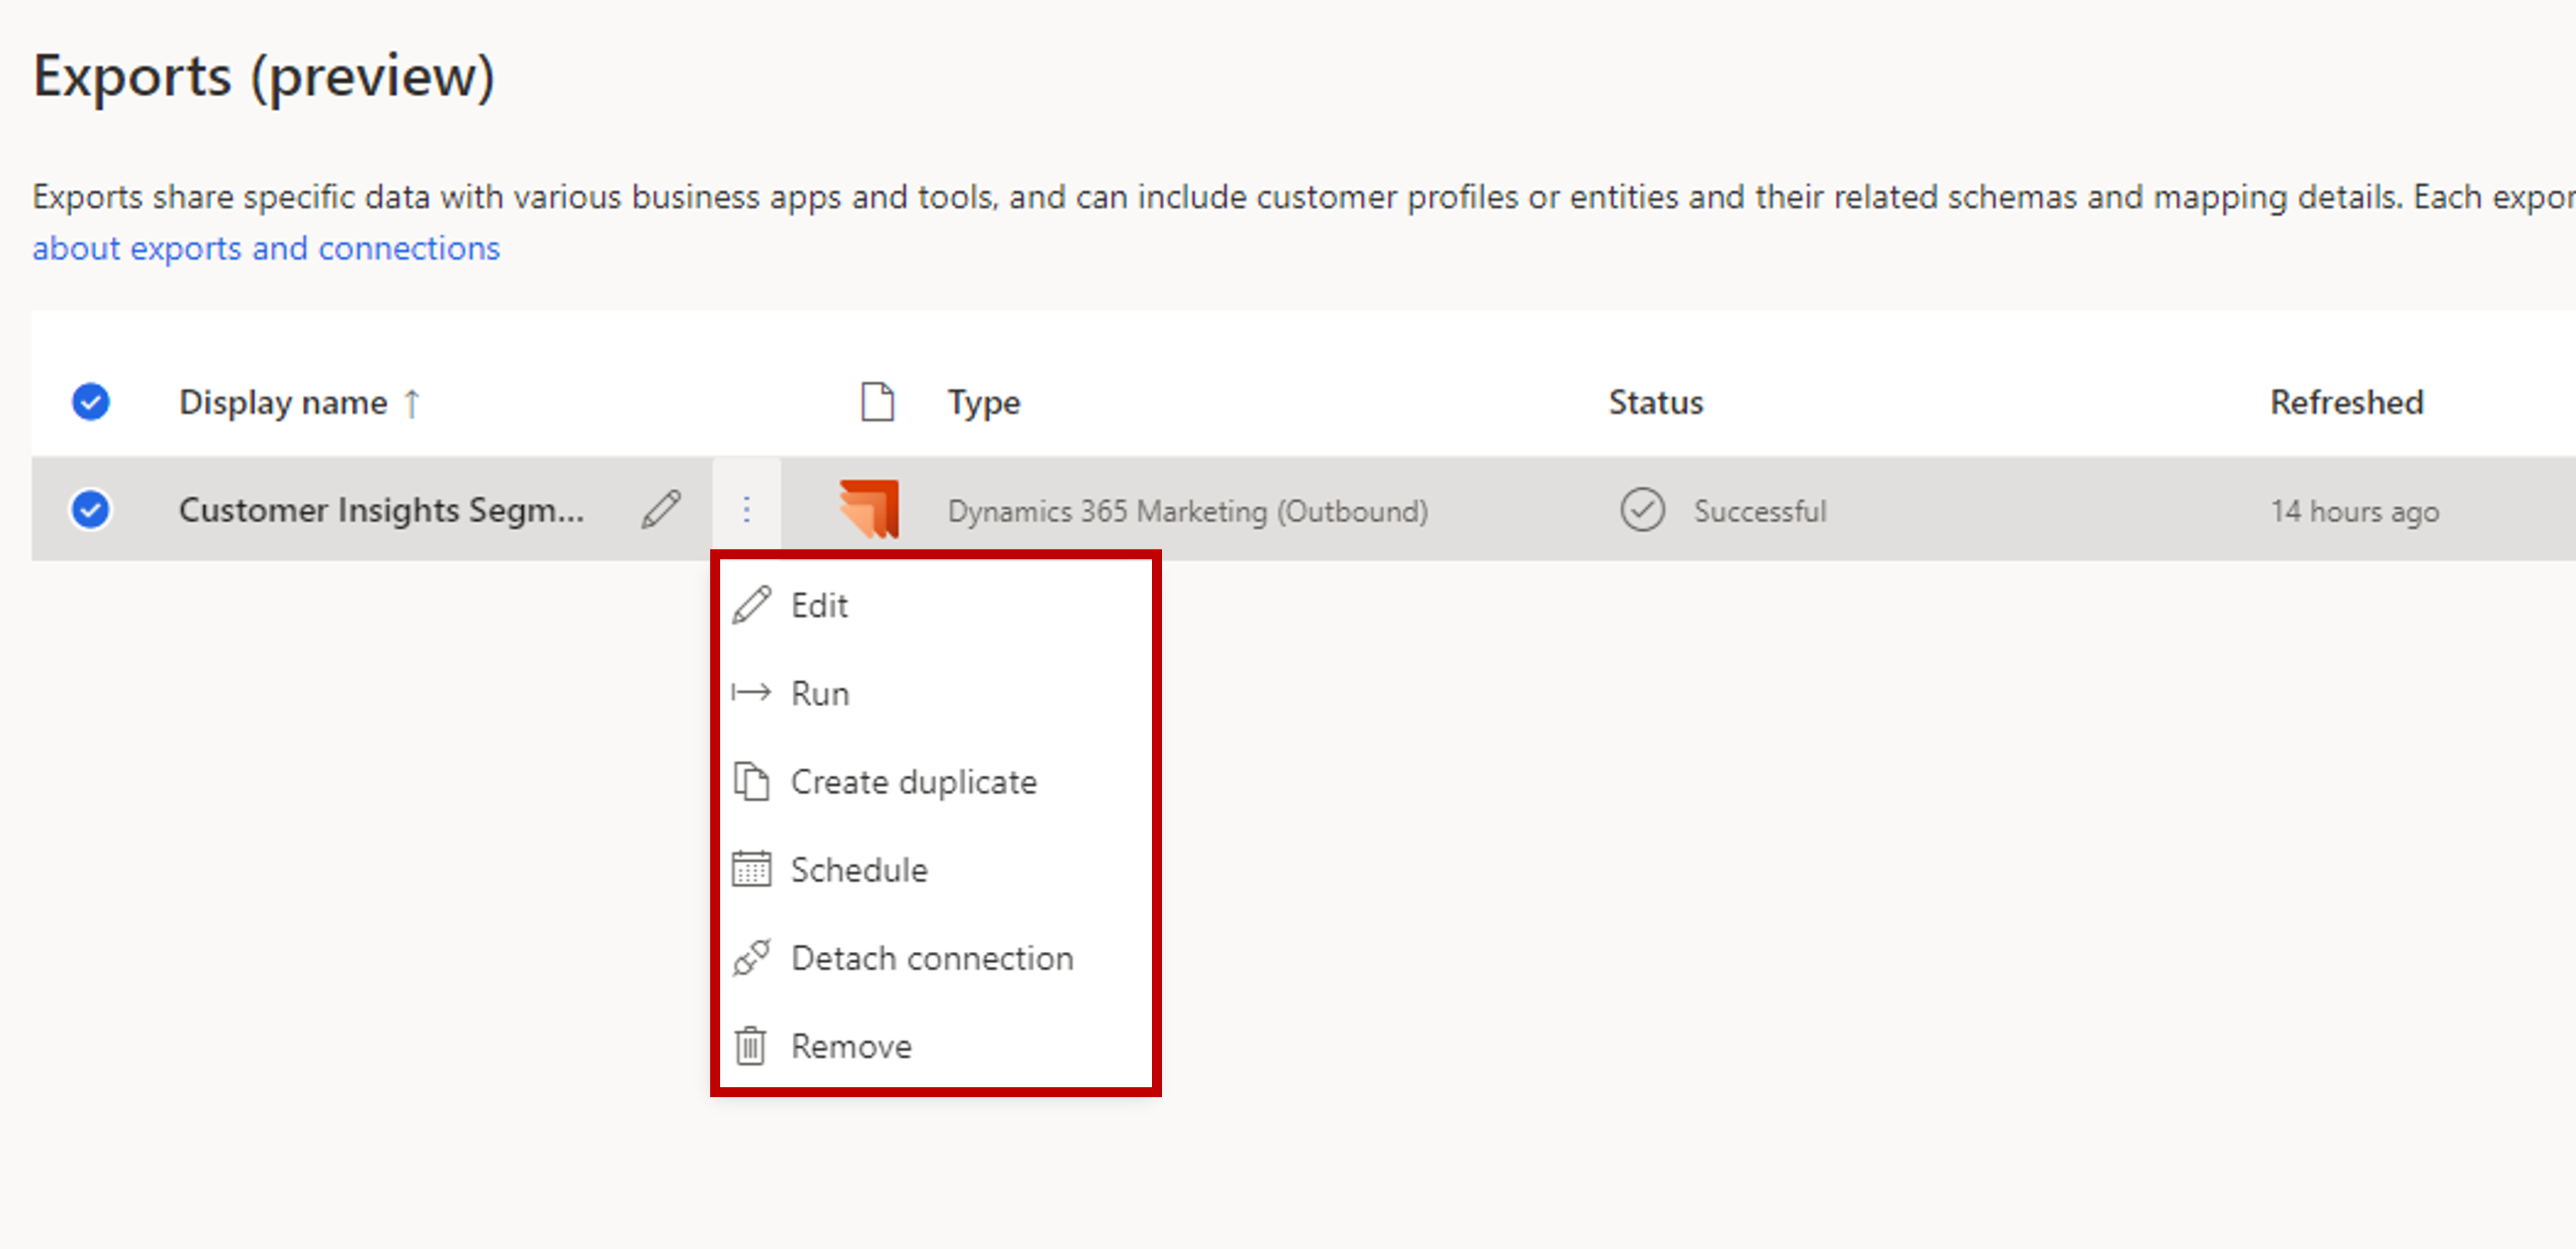 Exports (preview)
Exports share specific data with various business apps and tools, and can include customer profiles or entities and their related schemas and mapping details. Each
about exports and connections
Display name ↑ Type Status Refreshed
Customer Insights Segm... Dynamics 365 Marketing (Outbound) Successful 14 hours ago
Edit
Run
Create duplicate
Schedule
Detach connection
Remove